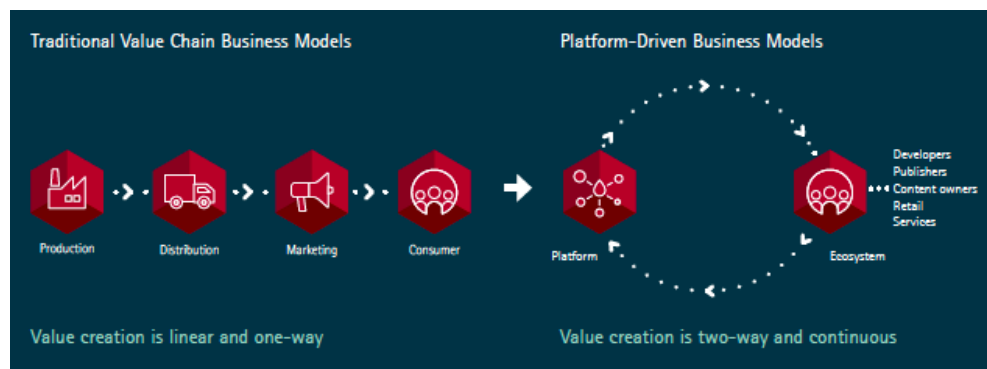 Traditional Value Chain Business Models
Production
Distribution
Marketing
Consumer
Value creation is linear and one-way
Platform-Driven Business Models
Platform
Ecosystem
Developers
Publishers
Content owners
Retail
Services
Value creation is two-way and continuous